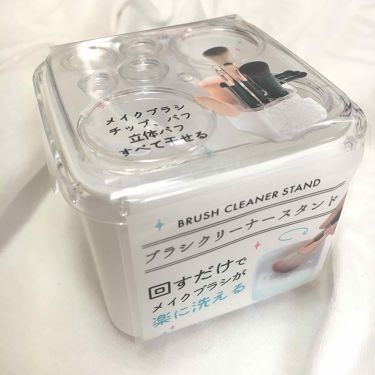 メイクブラシ
チップ、パフ
立体パフ
すべて干せる
BRUSH CLEANER STAND
ブラシクリーナースタンド
回すだけで
メイクブラシが
楽に洗える